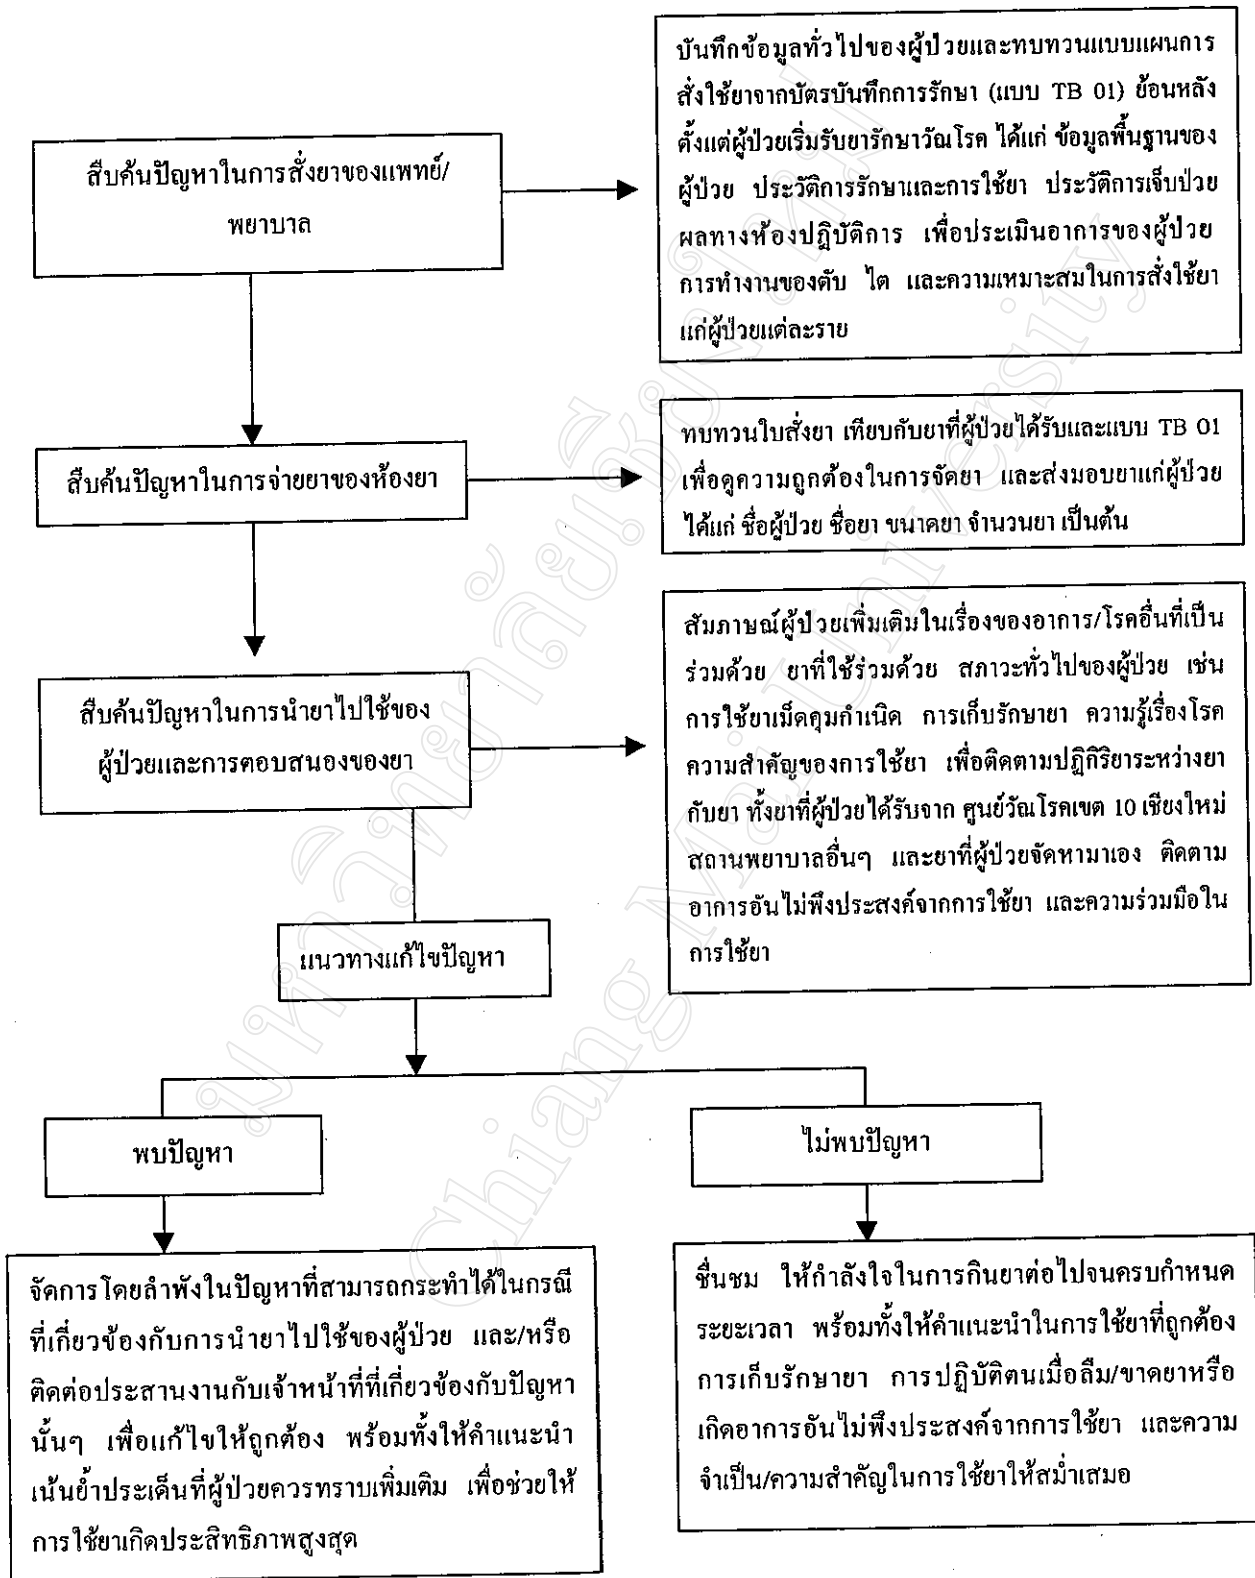 บันทึกข้อมูลทั่วไปของผู้ป่วยและทบทวนแบบแผนการ
สั่งใช้ยาจากบัตรบันทึกการรักษา (แบบ TB 01) ย้อนหลัง
ตั้งแต่ผู้ป่วยเริ่มรับยารักษาวัณโรค ได้แก่ ข้อมูลพื้นฐานของ
ผู้ป่วย ประวัติการรักษาและการใช้ยา ประวัติการเจ็บป่วย
ผลทางห้องปฏิบัติการ เพื่อประเมินอาการของผู้ป่วย
การทำงานของตับ ไต และความเหมาะสมในการสั่งใช้ยา
แก่ผู้ป่วยแต่ละราย
สืบค้นปัญหาในการสั่งยาของแพทย์/
พยาบาล
ทบทวนใบสั่งยา เทียบกับยาที่ผู้ป่วยได้รับและแบบ TB 01
เพื่อดูความถูกต้องในการจัดยา และส่งมอบยาแก่ผู้ป่วย
ได้แก่ ชื่อผู้ป่วย ชื่อยา ขนาดยา จำนวนยา เป็นต้น
สืบค้นปัญหาในการจ่ายยาของห้องยา
สัมภาษณ์ผู้ป่วยเพิ่มเติมในเรื่องของอาการ/โรคอื่นที่เป็น
ร่วมด้วย ยาที่ใช้ร่วมด้วย สภาวะทั่วไปของผู้ป่วย เช่น
การใช้ยาเม็ดคุมกำเนิด การเก็บรักษายา ความรู้เรื่องโรค
ความสำคัญของการใช้ยา เพื่อติดตามปฏิกิริยาระหว่างยา
กับยา ทั้งยาที่ผู้ป่วยได้รับจาก ศูนย์วัณโรคเขต 10 เชียงใหม่
สถานพยาบาลอื่นๆ และยาที่ผู้ป่วยจัดหามาเอง ติดตาม
อาการอันไม่พึงประสงค์จากการใช้ยา และความร่วมมือใน
การใช้ยา
สืบค้นปัญหาในการนำยาไปใช้ของ
ผู้ป่วยและการตอบสนองของยา
แนวทางแก้ไขปัญหา
พบปัญหา
ไม่พบปัญหา
จัดการโดยลำพังในปัญหาที่สามารถกระทำได้ในกรณี
ที่เกี่ยวข้องกับการนำยาไปใช้ของผู้ป่วย และ/หรือ
ติดต่อประสานงานกับเจ้าหน้าที่ที่เกี่ยวข้องกับปัญหา
นั้นๆ เพื่อแก้ไขให้ถูกต้อง พร้อมทั้งให้คำแนะนำ
เน้นย้ำประเด็นที่ผู้ป่วยควรทราบเพิ่มเติม เพื่อช่วยให้
การใช้ยาเกิดประสิทธิภาพสูงสุด
ชื่นชม ให้กำลังใจในการกินยาต่อไปจนครบกำหนด
ระยะเวลา พร้อมทั้งให้คำแนะนำในการใช้ยาที่ถูกต้อง
การเก็บรักษายา การปฏิบัติตนเมื่อลืม/ขาดยาหรือ
เกิดอาการอันไม่พึงประสงค์จากการใช้ยา และความ
จำเป็น/ความสำคัญในการใช้ยาให้สม่ำเสมอ
มหาวิทยาลัยเชียงใหม่
Chiang Mai University